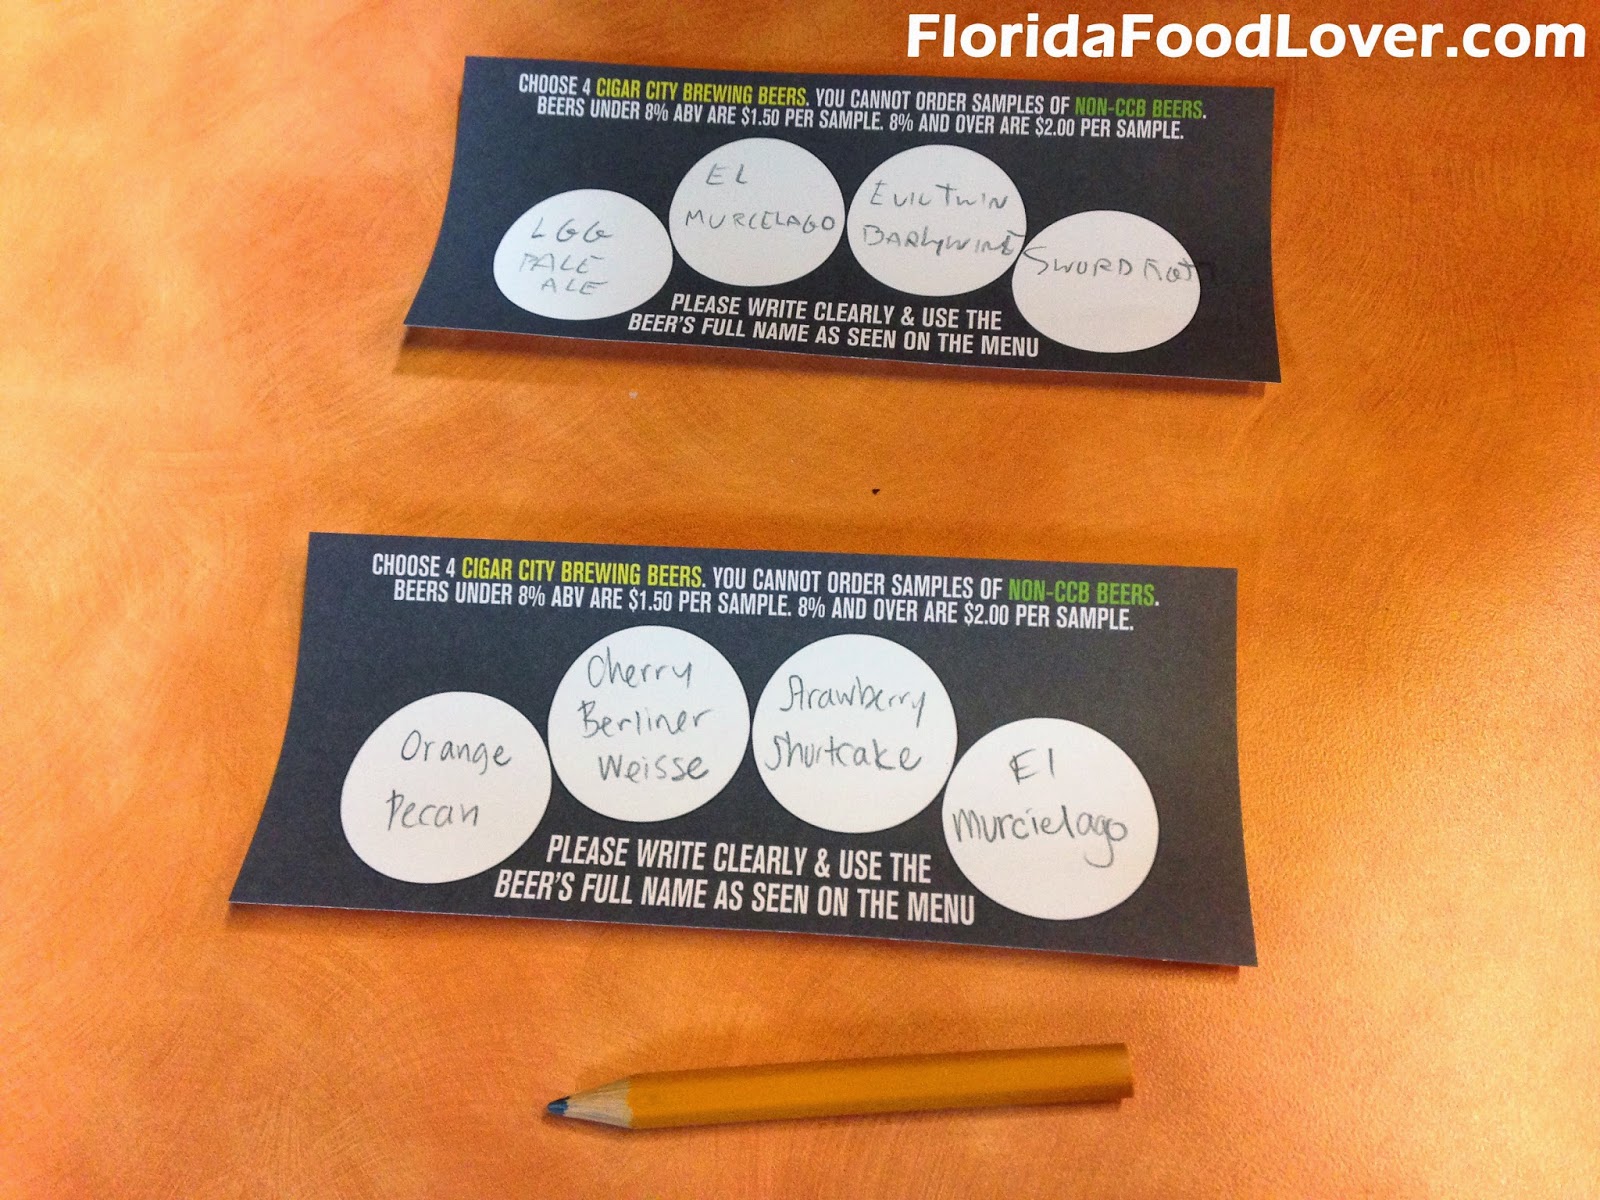 FloridaFoodLover.com
CHOOSE 4 CIGAR CITY BREWING BEERS. YOU CANNOT ORDER SAMPLES OF NON-CCB BEERS.
BEERS UNDER 8% ABV ARE $1.50 PER SAMPLE. 8% AND OVER ARE $2.00 PER SAMPLE.
LGG
PALE
ALE
EL
MURCELAGO
EVIL TWIN
BARLYWINE
SWORD
PLEASE WRITE CLEARLY & USE THE
BEER'S FULL NAME AS SEEN ON THE MENU
CHOOSE 4 CIGAR CITY BREWING BEERS. YOU CANNOT ORDER SAMPLES OF NON-CCB BEERS.
BEERS UNDER 8% ABV ARE $1.50 PER SAMPLE. 8% AND OVER ARE $2.00 PER SAMPLE.
Orange
Pecan
Cherry
Berliner
Weisse
Strawberry
Shortcake
El
Murcielago
PLEASE WRITE CLEARLY & USE THE
BEER'S FULL NAME AS SEEN ON THE MENU